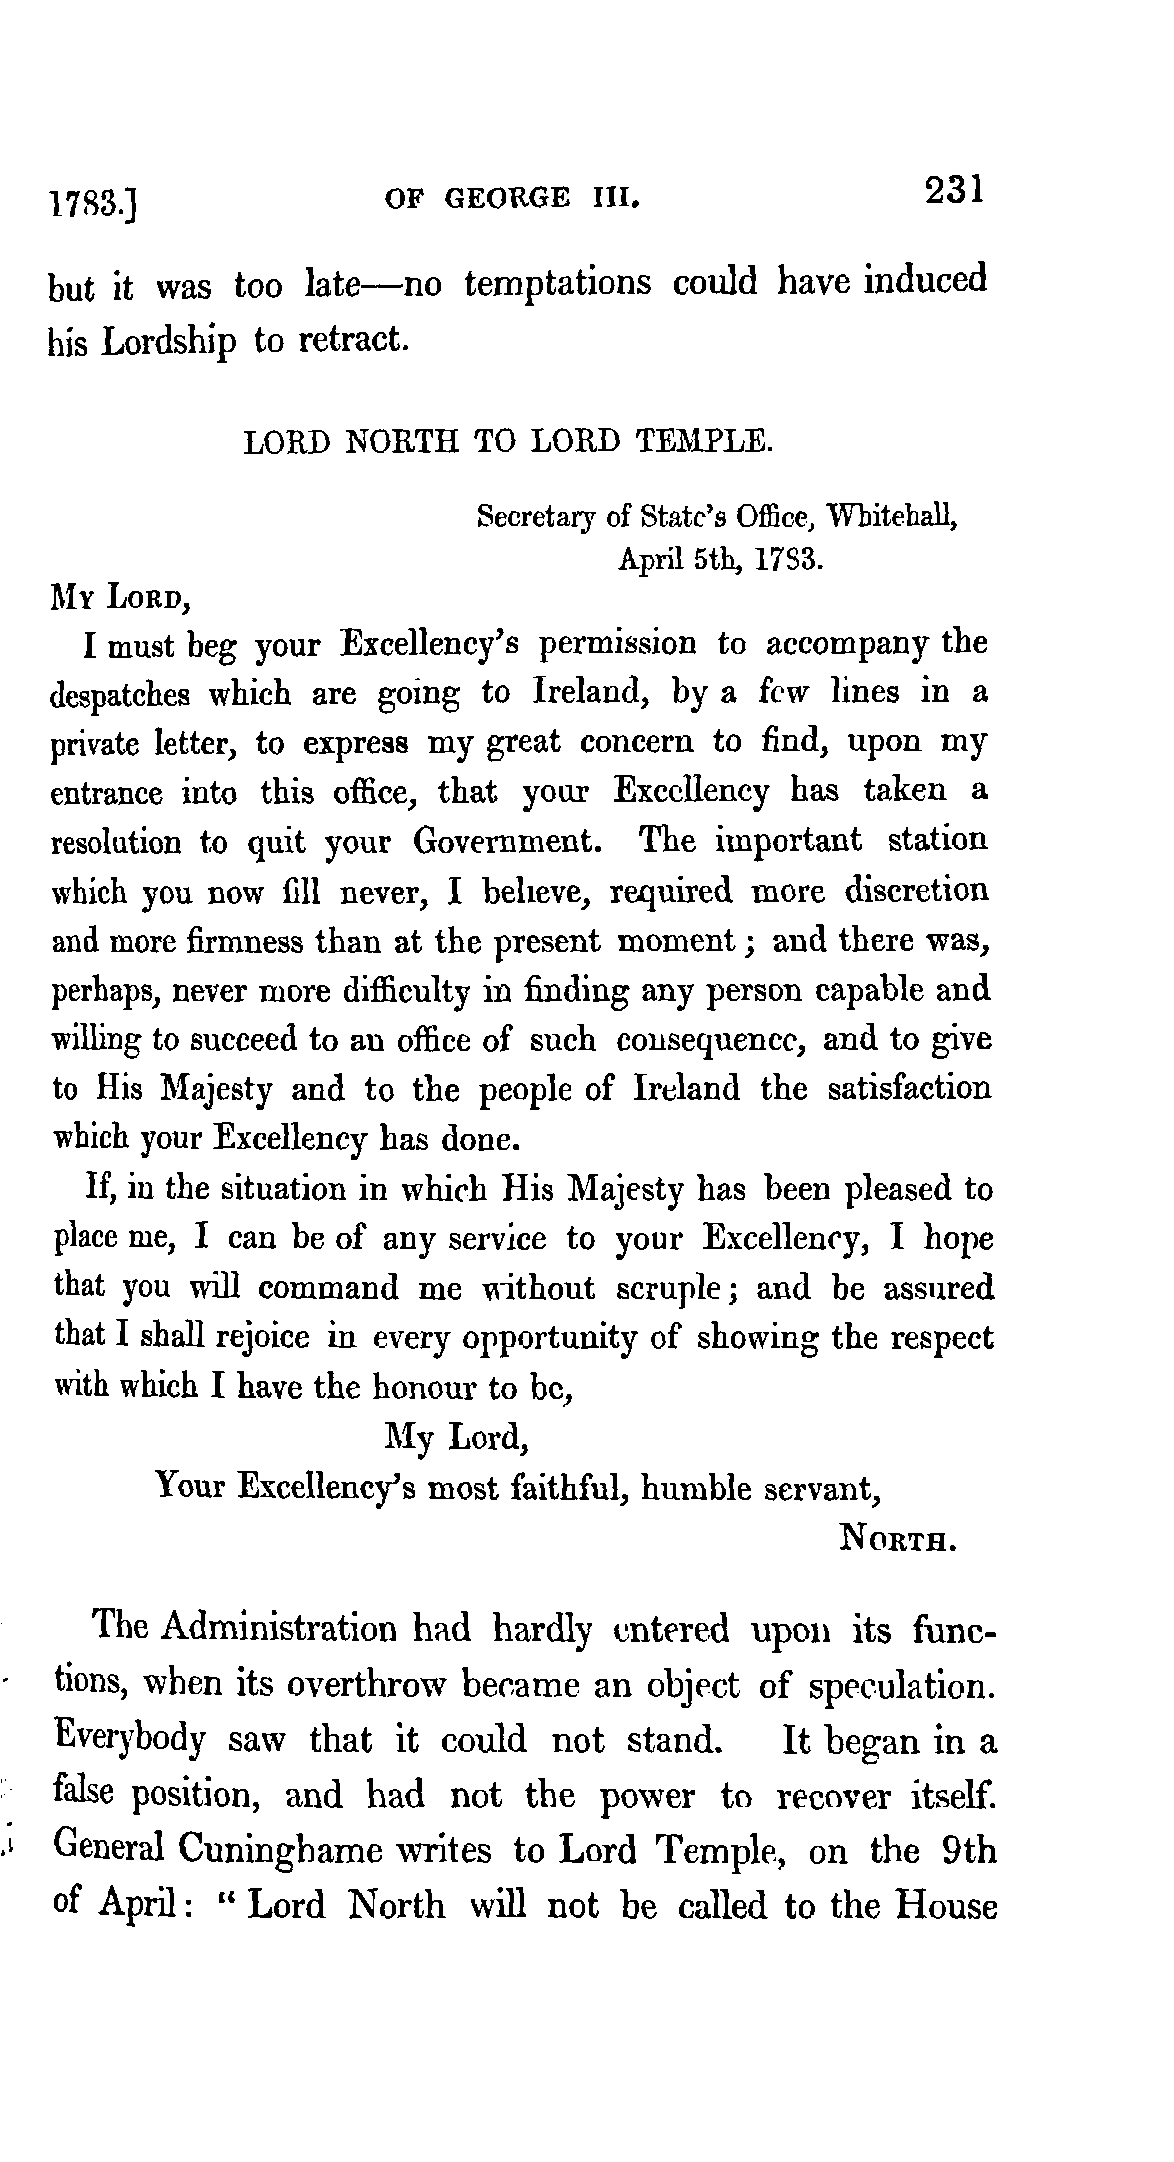 1783.] OF GEORGE III. 231
but it was too late—no temptations could have induced
his Lordship to retract.
LORD NORTH TO LORD TEMPLE.
Secretary of State's Office, Whitehall,
April 5th, 1783.
MY LORD,
I must beg your Excellency's permission to accompany the
despatches which are going to Ireland, by a few lines in a
private letter, to express my great concern to find, upon my
entrance into this office, that your Excellency has taken a
resolution to quit your Government. The important station
which you now fill never, I believe, required more discretion
and more firmness than at the present moment; and there was,
perhaps, never more difficulty in finding any person capable and
willing to succeed to an office of such consequence, and to give
to His Majesty and to the people of Ireland the satisfaction
which your Excellency has done.
If, in the situation in which His Majesty has been pleased to
place me, I can be of any service to your Excellency, I hope
that you will command me without scruple; and be assured
that I shall rejoice in every opportunity of showing the respect
with which I have the honour to be,
My Lord,
Your Excellency's most faithful, humble servant,
NORTH.
The Administration had hardly entered upon its func-
tions, when its overthrow became an object of speculation.
Everybody saw that it could not stand. It began in a
false position, and had not the power to recover itself.
General Cuninghame writes to Lord Temple, on the 9th
of April: "Lord North will not be called to the House